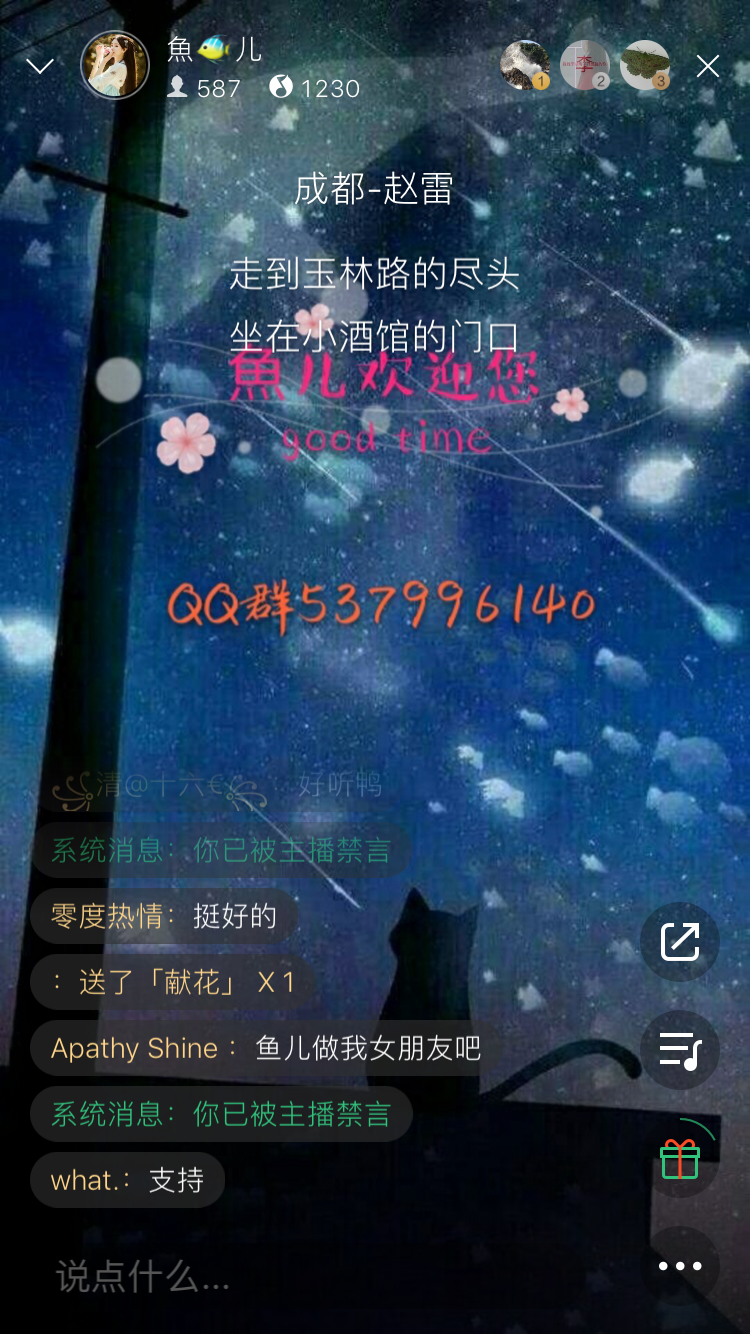 魚🐠儿
587 1230
1 2 3
成都-赵雷
走到玉林路的尽头
坐在小酒馆的门口
魚儿欢迎您
good time
QQ群537996140
清@十六€ 好听鸭
系统消息：你已被主播禁言
零度热情：挺好的
：送了「献花」 X 1
Apathy Shine：鱼儿做我女朋友吧
系统消息：你已被主播禁言
what.：支持
说点什么...